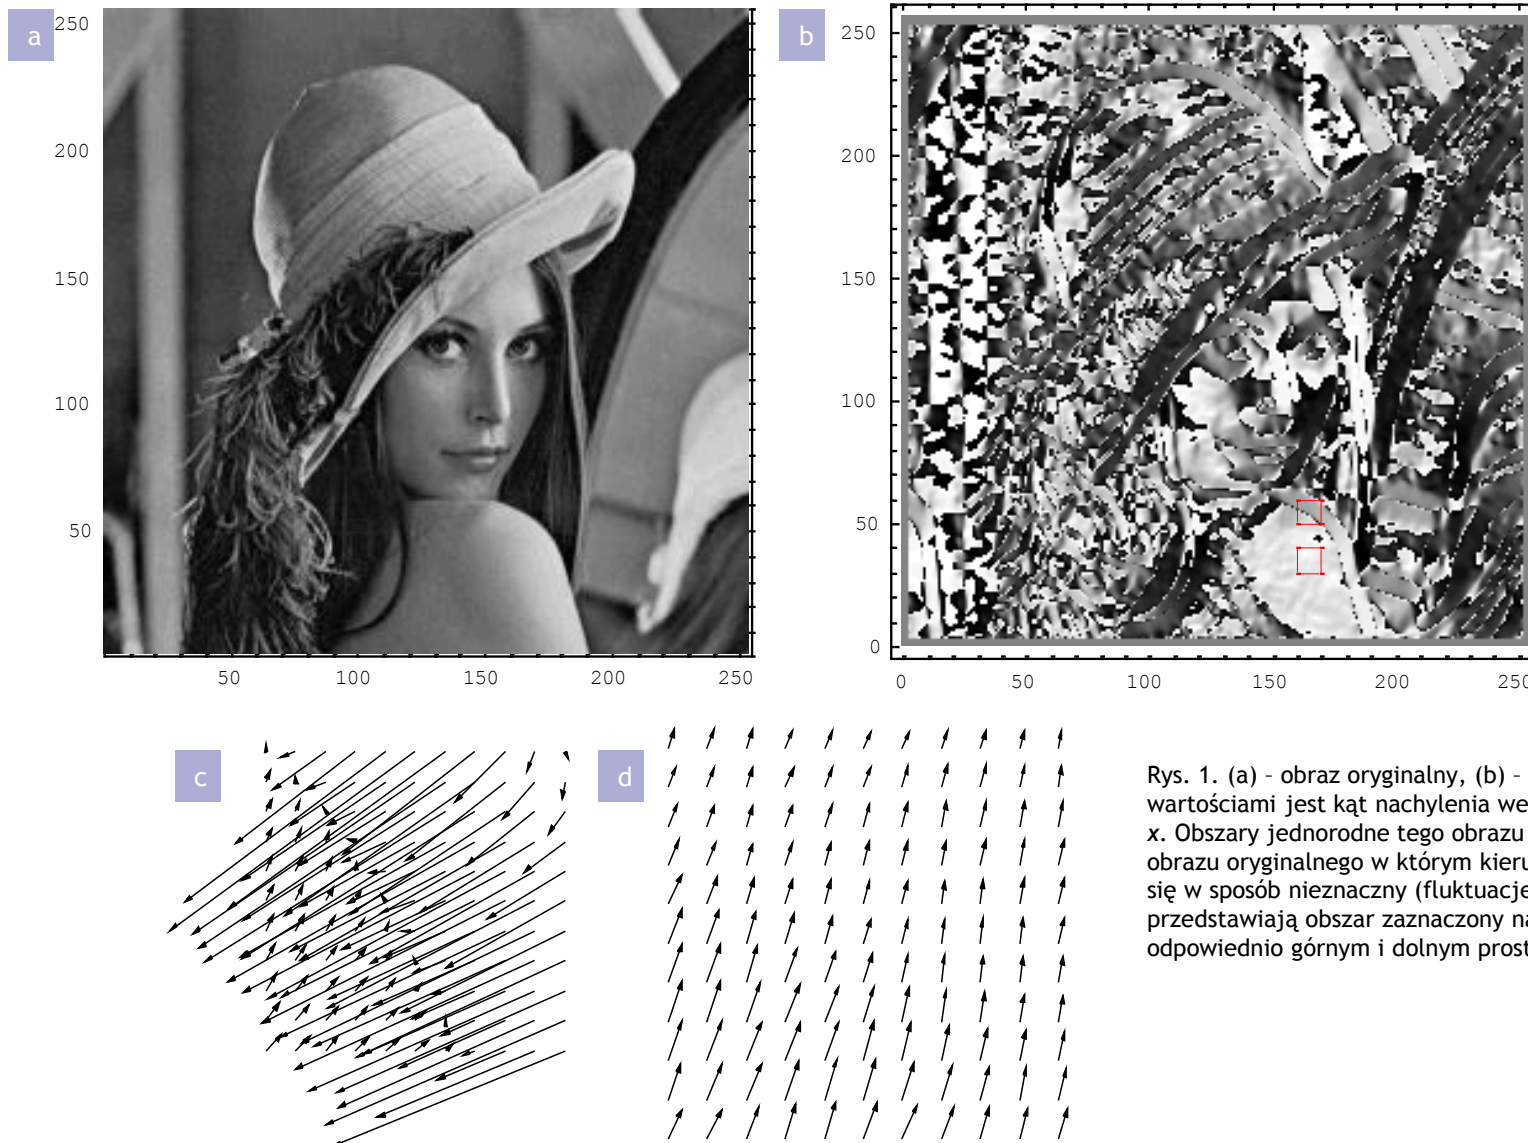 a
250
200
150
100
50
50
100
150
200
250
b
250
200
150
100
50
0
0
50
100
150
200
250
c
d
Rys. 1. (a) - obraz oryginalny, (b) -
wartościami jest kąt nachylenia we
x. Obszary jednorodne tego obrazu
obrazu oryginalnego w którym kieru
się w sposób nieznaczny (fluktuacje
przedstawiają obszar zaznaczony na
odpowiednio górnym i dolnym prost